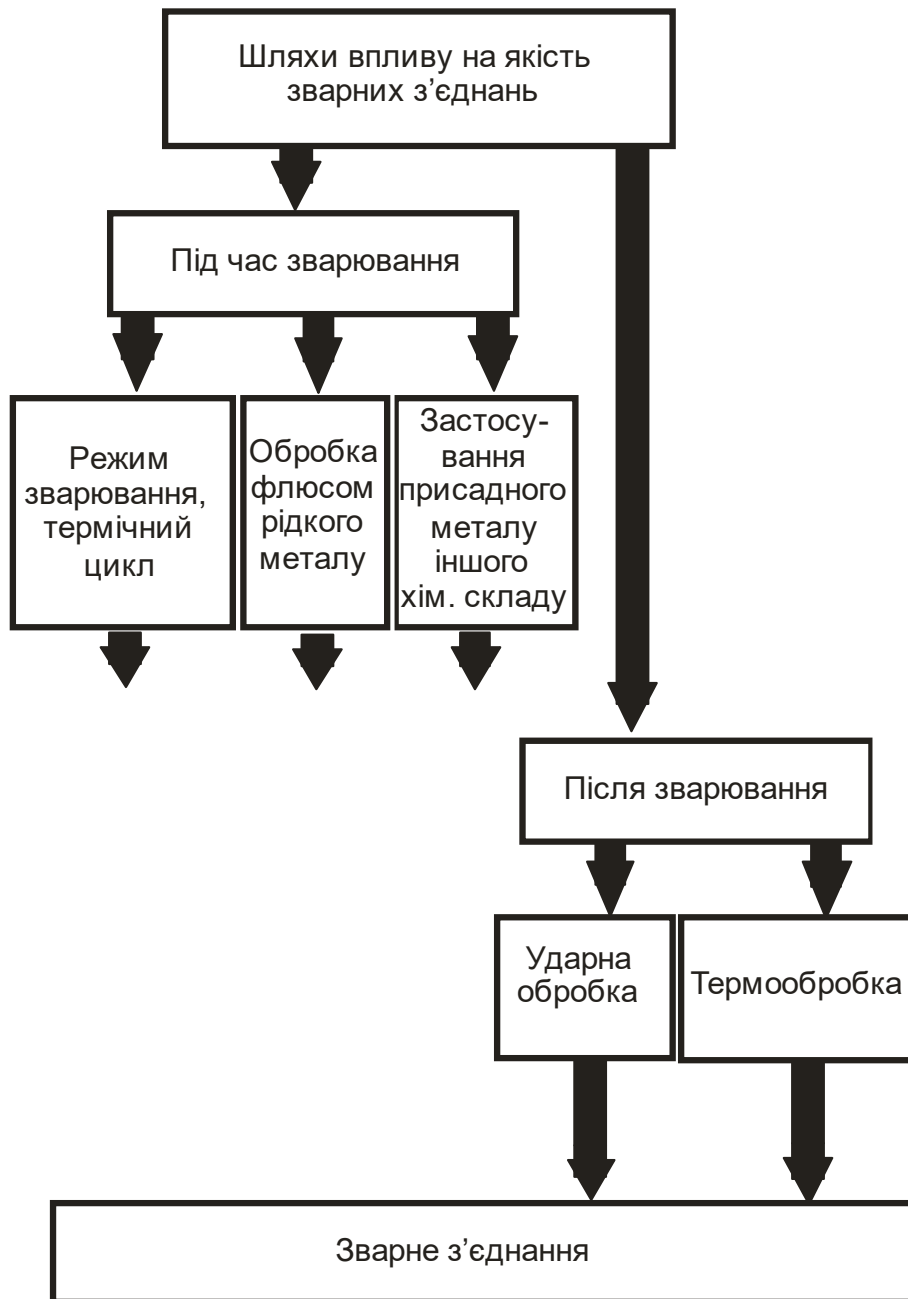 Шляхи впливу на якість
зварних з’єднань
Під час зварювання
Режим
зварювання,
термічний
цикл
Обробка
флюсом
рідкого
металу
Застосу-
вання
присадного
металу
іншого
хім. складу
Після зварювання
Ударна
обробка
Термообробка
Зварне з’єднання